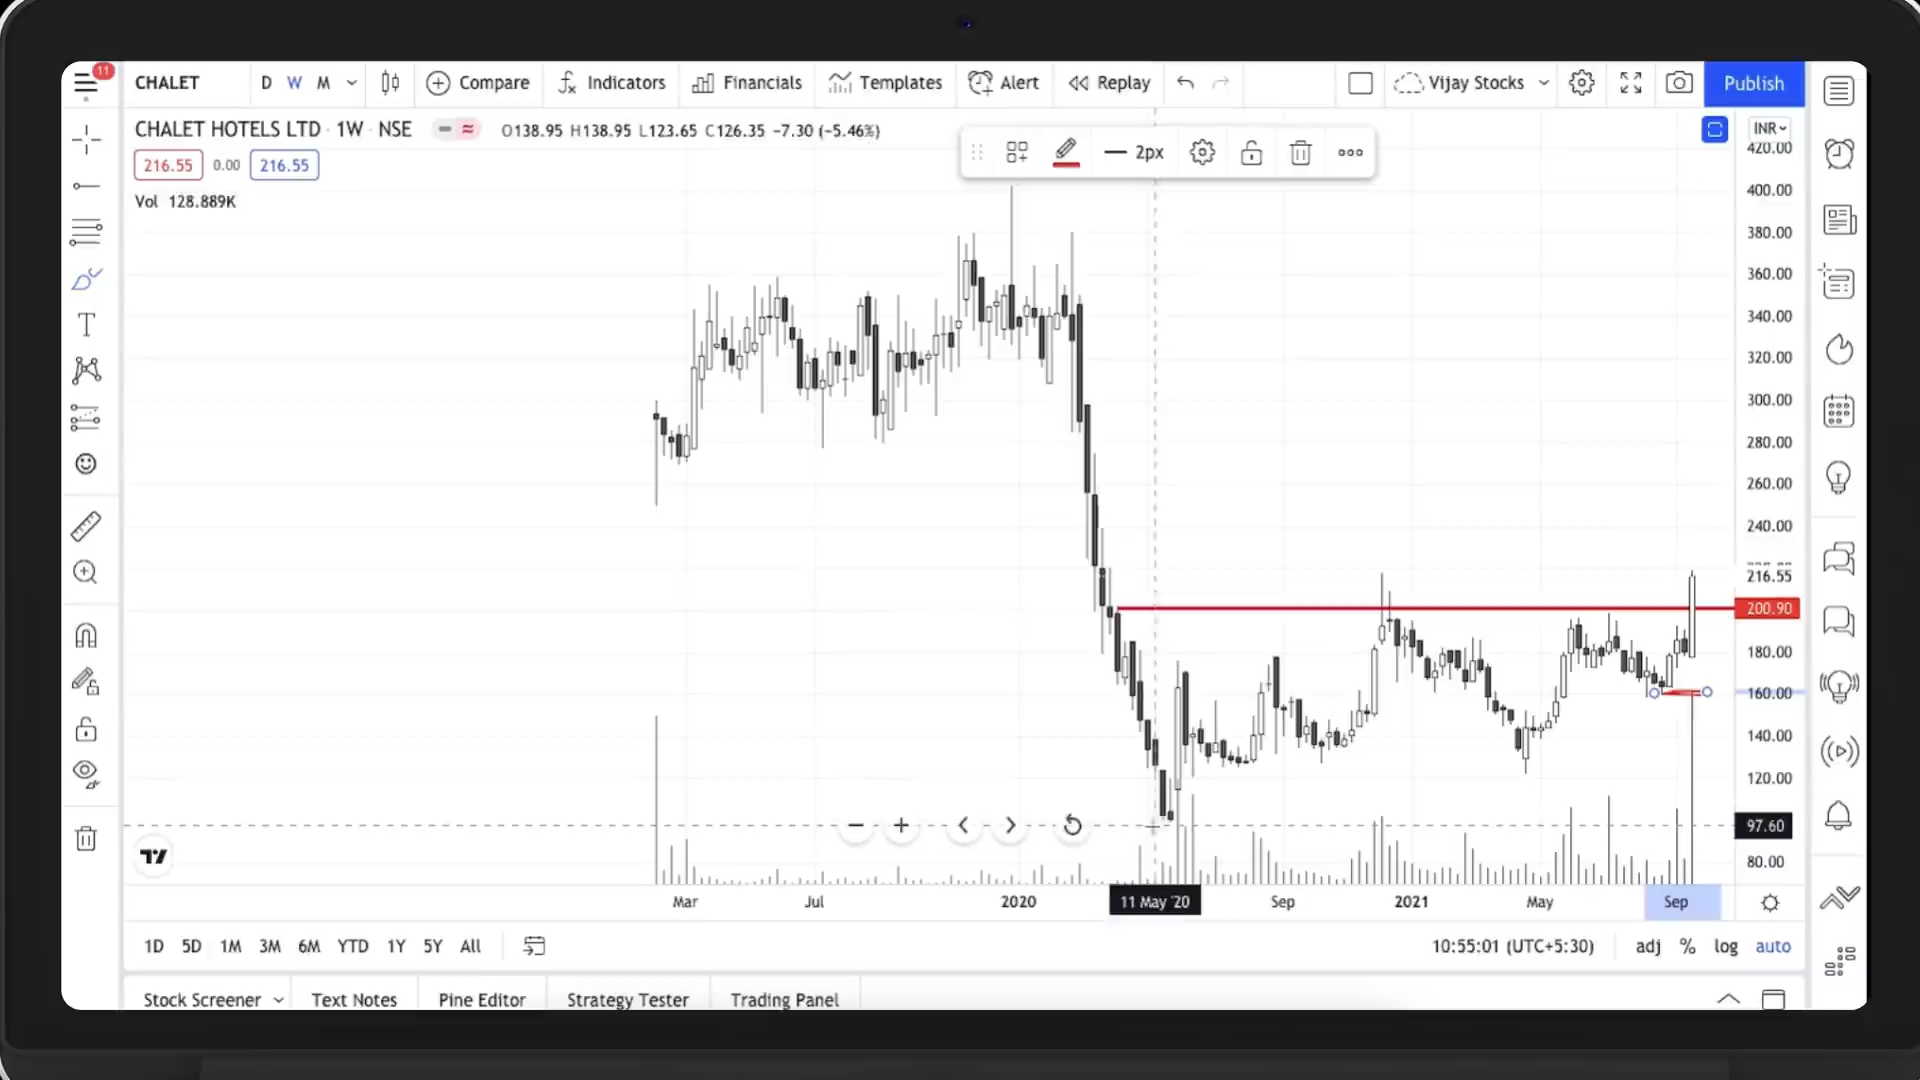 11
CHALET D W M Compare Indicators Financials Templates Alert Replay Vijay Stocks Publish
CHALET HOTELS LTD · 1W · NSE O138.95 H138.95 L123.65 C126.35 −7.30 (−5.46%)
INR
216.55 0.00 216.55
2px
Vol 128.889K
420.00
400.00
380.00
360.00
340.00
320.00
300.00
280.00
260.00
240.00
216.55
200.90
180.00
160.00
140.00
120.00
97.60
80.00
Mar Jul 2020 11 May '20 Sep 2021 May Sep
1D 5D 1M 3M 6M YTD 1Y 5Y All 10:55:01 (UTC+5:30) adj % log auto
Stock Screener Text Notes Pine Editor Strategy Tester Trading Panel